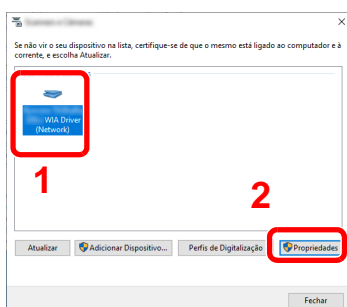 Se não vir o seu dispositivo na lista, certifique-se de que o mesmo está ligado ao computador e à
corrente, e escolha Atualizar.
WIA Driver
(Network)
1
2
Atualizar
Adicionar Dispositivo...
Perfis de Digitalização
Propriedades
Fechar